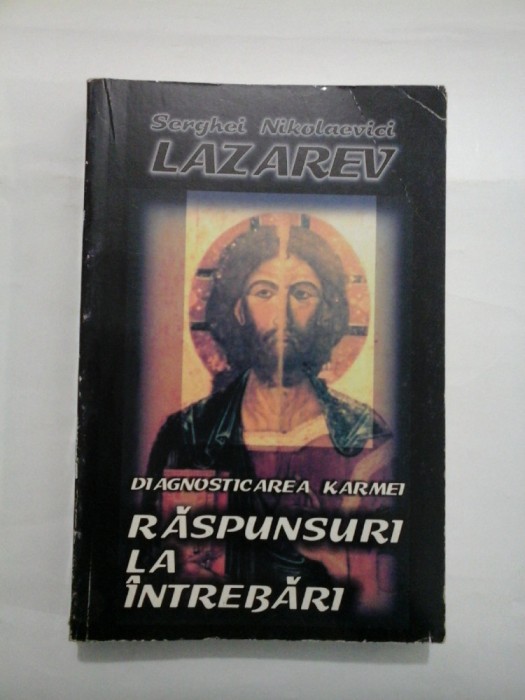 Serghei Nikolaevici
LAZAREV
DIAGNOSTICAREA KARMEI
RĂSPUNSURI
LA
ÎNTREBĂRI